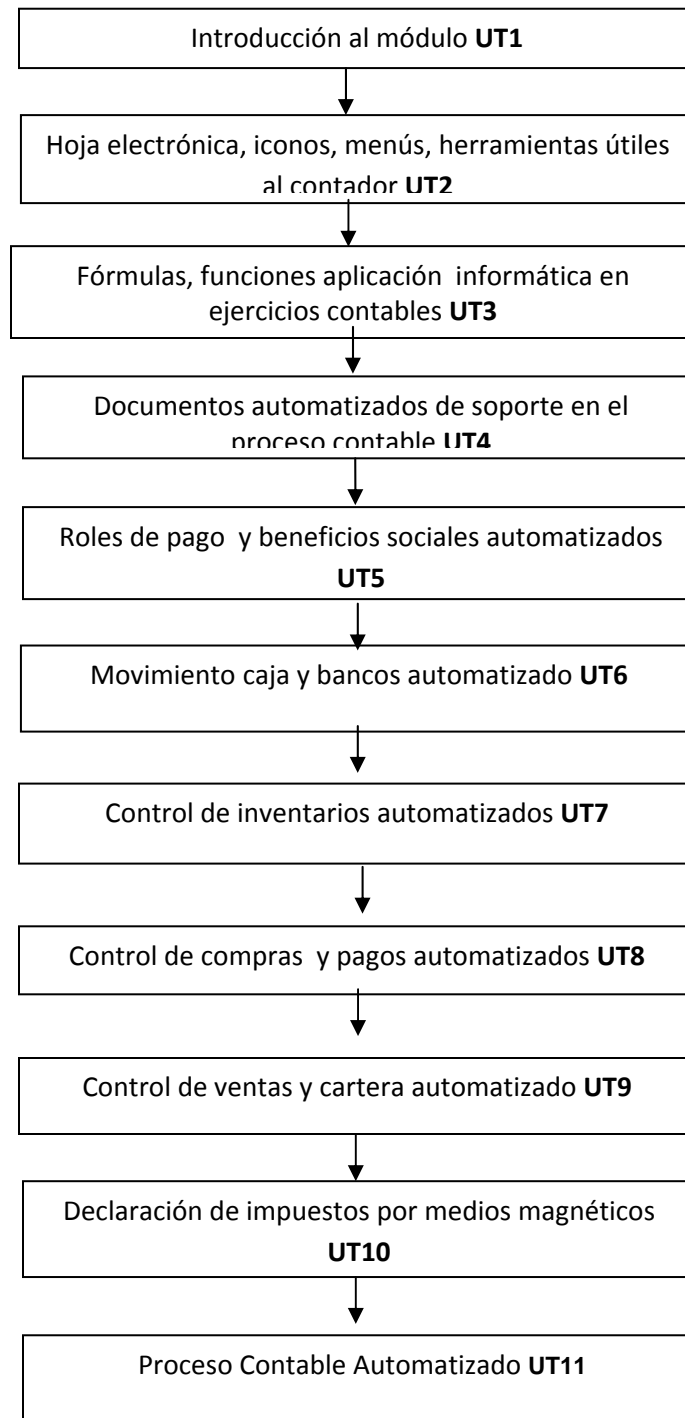 Introducción al módulo UT1
Hoja electrónica, iconos, menús, herramientas útiles
al contador UT2
Fórmulas, funciones aplicación informática en
ejercicios contables UT3
Documentos automatizados de soporte en el
proceso contable UT4
Roles de pago y beneficios sociales automatizados
UT5
Movimiento caja y bancos automatizado UT6
Control de inventarios automatizados UT7
Control de compras y pagos automatizados UT8
Control de ventas y cartera automatizado UT9
Declaración de impuestos por medios magnéticos
UT10
Proceso Contable Automatizado UT11